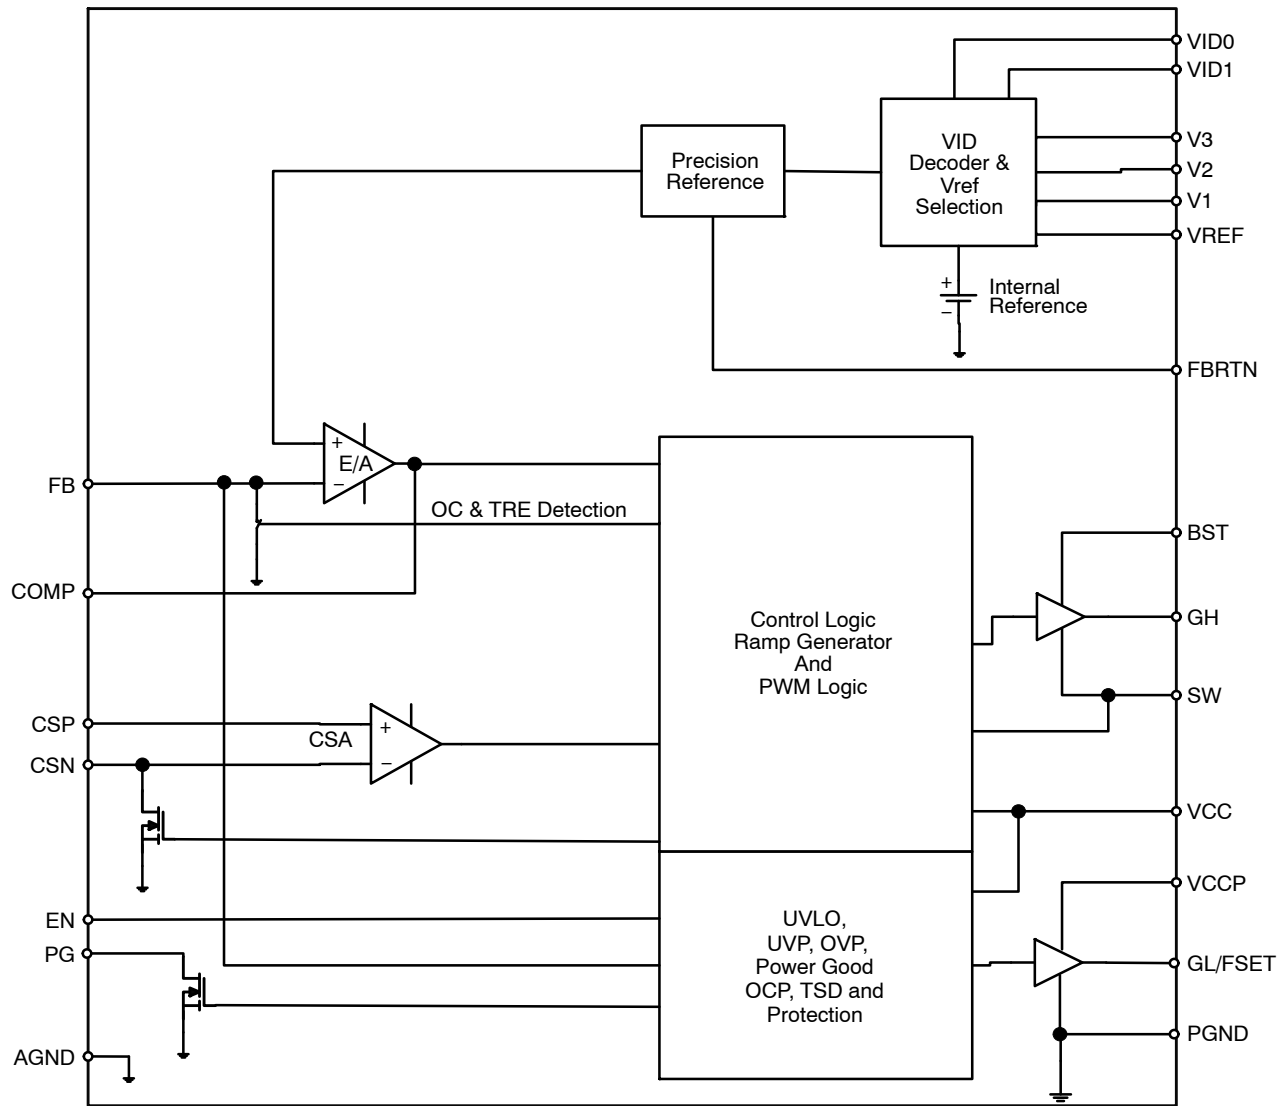 VID0
VID1
VID
Decoder &
Vref
Selection
Precision
Reference
V3
V2
V1
VREF
+
−
Internal
Reference
FBRTN
+
E/A
−
FB
OC & TRE Detection
BST
COMP
Control Logic
Ramp Generator
And
PWM Logic
GH
SW
CSP
CSA
+
−
CSN
VCC
VCCP
EN
PG
UVLO,
UVP, OVP,
Power Good
OCP, TSD and
Protection
GL/FSET
PGND
AGND